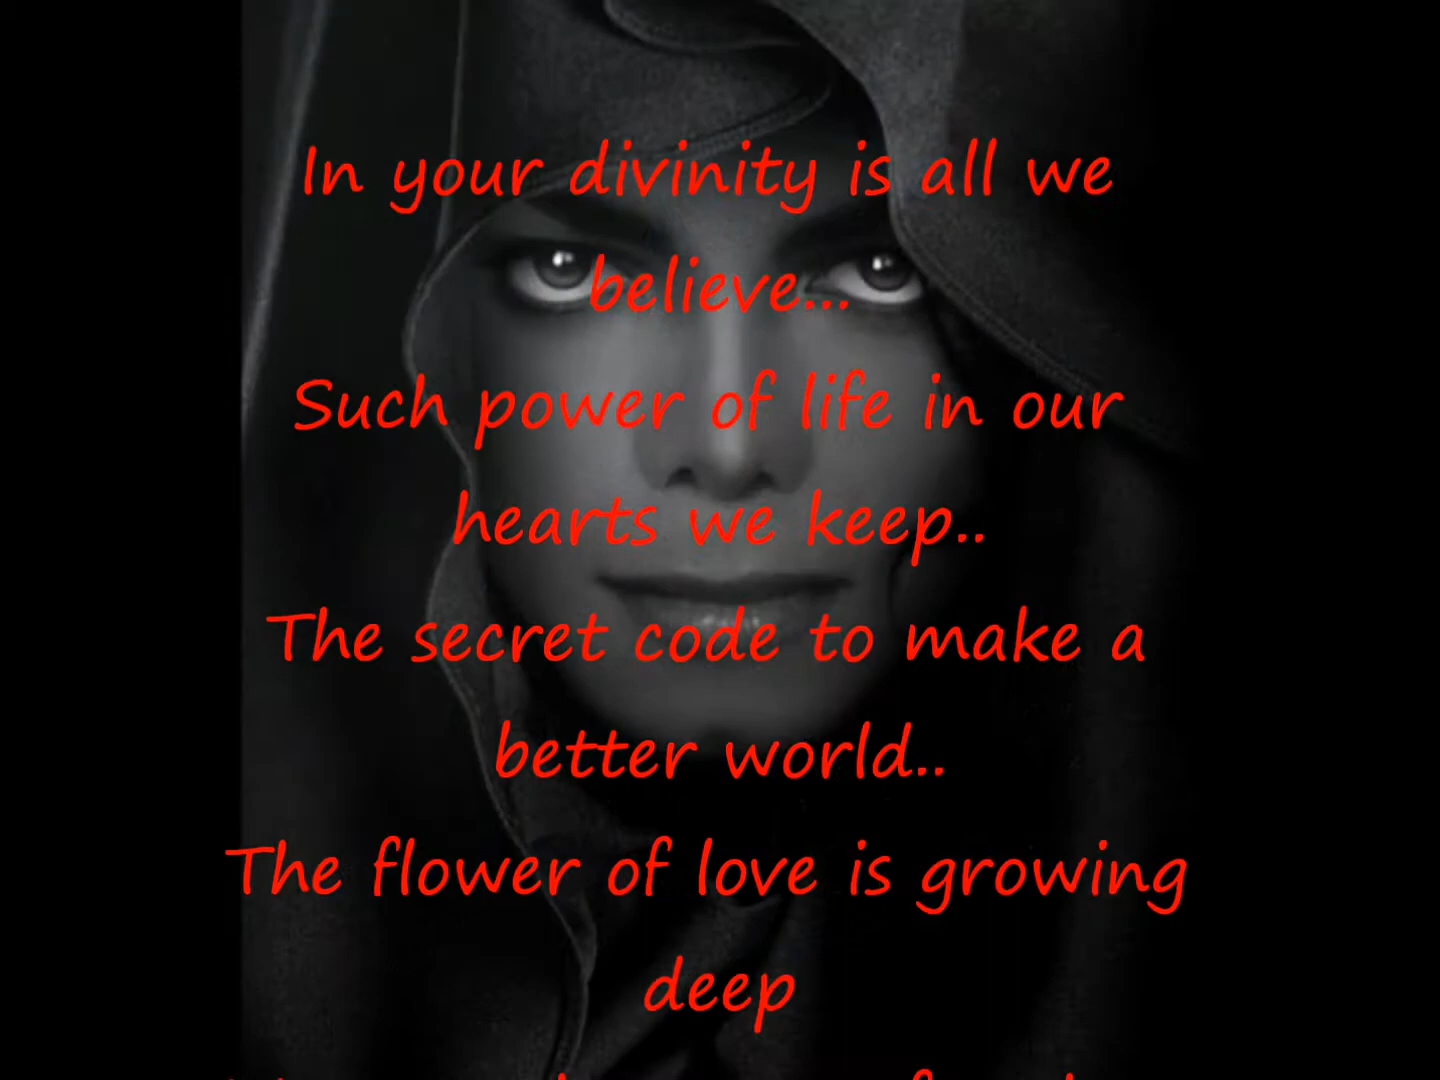 In your divinity is all we
believe...
Such power of life in our
hearts we keep..
The secret code to make a
better world..
The flower of love is growing
deep